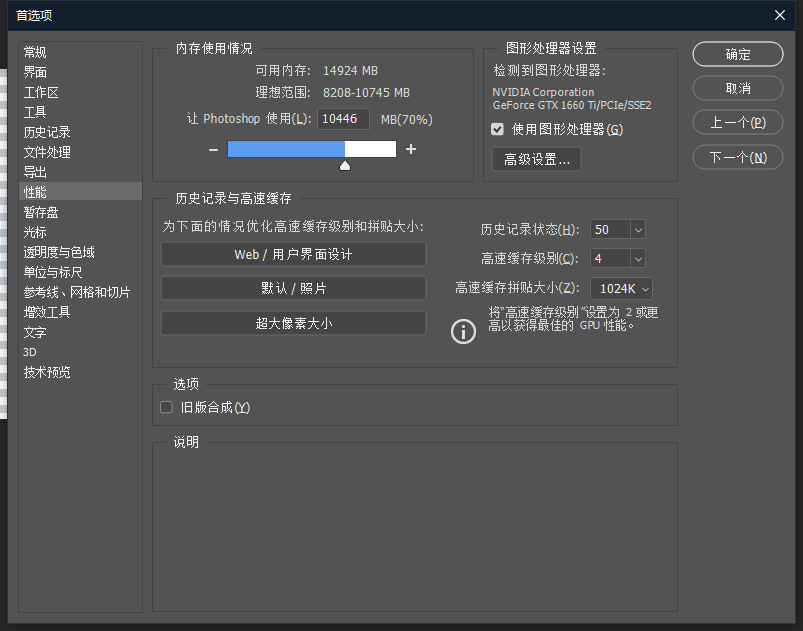 首选项
常规
界面
工作区
工具
历史记录
文件处理
导出
性能
暂存盘
光标
透明度与色域
单位与标尺
参考线、网格和切片
增效工具
文字
3D
技术预览
内存使用情况
可用内存: 14924 MB
理想范围: 8208-10745 MB
让 Photoshop 使用(L): 10446 MB(70%)
图形处理器设置
检测到图形处理器:
NVIDIA Corporation
GeForce GTX 1660 Ti/PCIe/SSE2
使用图形处理器(G)
高级设置...
历史记录与高速缓存
为下面的情况优化高速缓存级别和拼贴大小:
Web / 用户界面设计
默认 / 照片
超大像素大小
历史记录状态(H): 50
高速缓存级别(C): 4
高速缓存拼贴大小(Z): 1024K
将“高速缓存级别”设置为 2 或更
高以获得最佳的 GPU 性能。
选项
旧版合成(Y)
说明
确定
取消
上一个(P)
下一个(N)